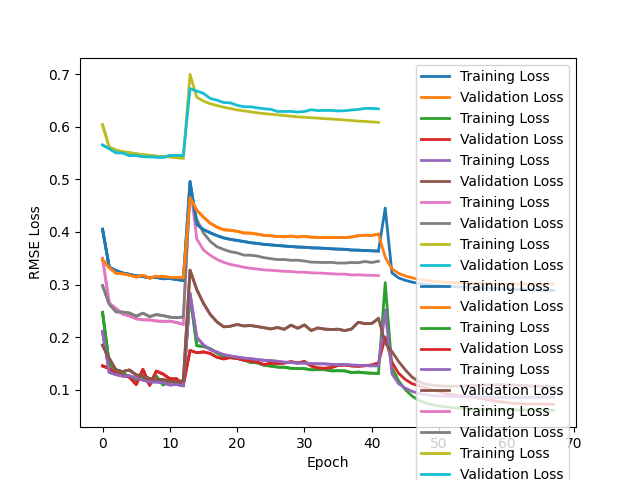 0.7
0.6
0.5
0.4
0.3
0.2
0.1
RMSE Loss
0
10
20
30
40
50
60
70
Epoch
Training Loss
Validation Loss
Training Loss
Validation Loss
Training Loss
Validation Loss
Training Loss
Validation Loss
Training Loss
Validation Loss
Training Loss
Validation Loss
Training Loss
Validation Loss
Training Loss
Validation Loss
Training Loss
Validation Loss
Training Loss
Validation Loss